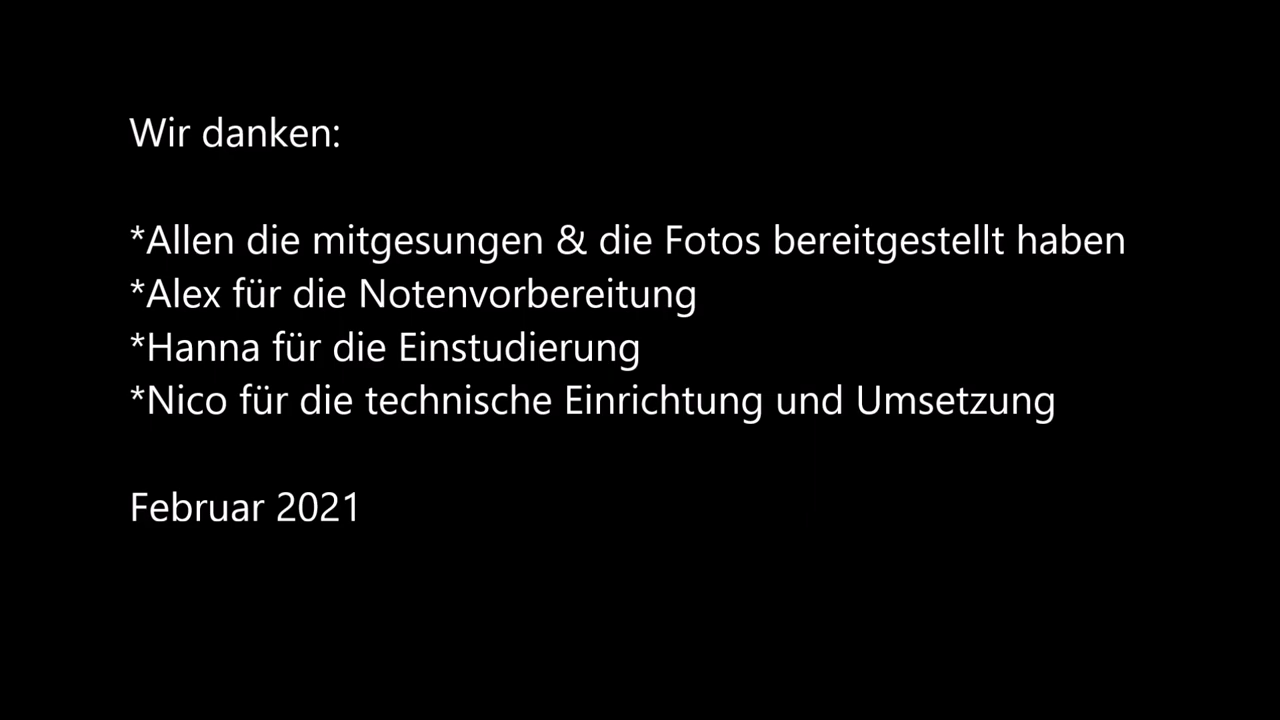 Wir danken:
*Allen die mitgesungen & die Fotos bereitgestellt haben
*Alex für die Notenvorbereitung
*Hanna für die Einstudierung
*Nico für die technische Einrichtung und Umsetzung
Februar 2021